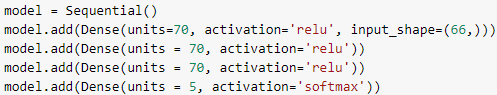 model = Sequential()
model.add(Dense(units=70, activation='relu', input_shape=(66,)))
model.add(Dense(units = 70, activation='relu'))
model.add(Dense(units = 70, activation='relu'))
model.add(Dense(units = 5, activation='softmax'))